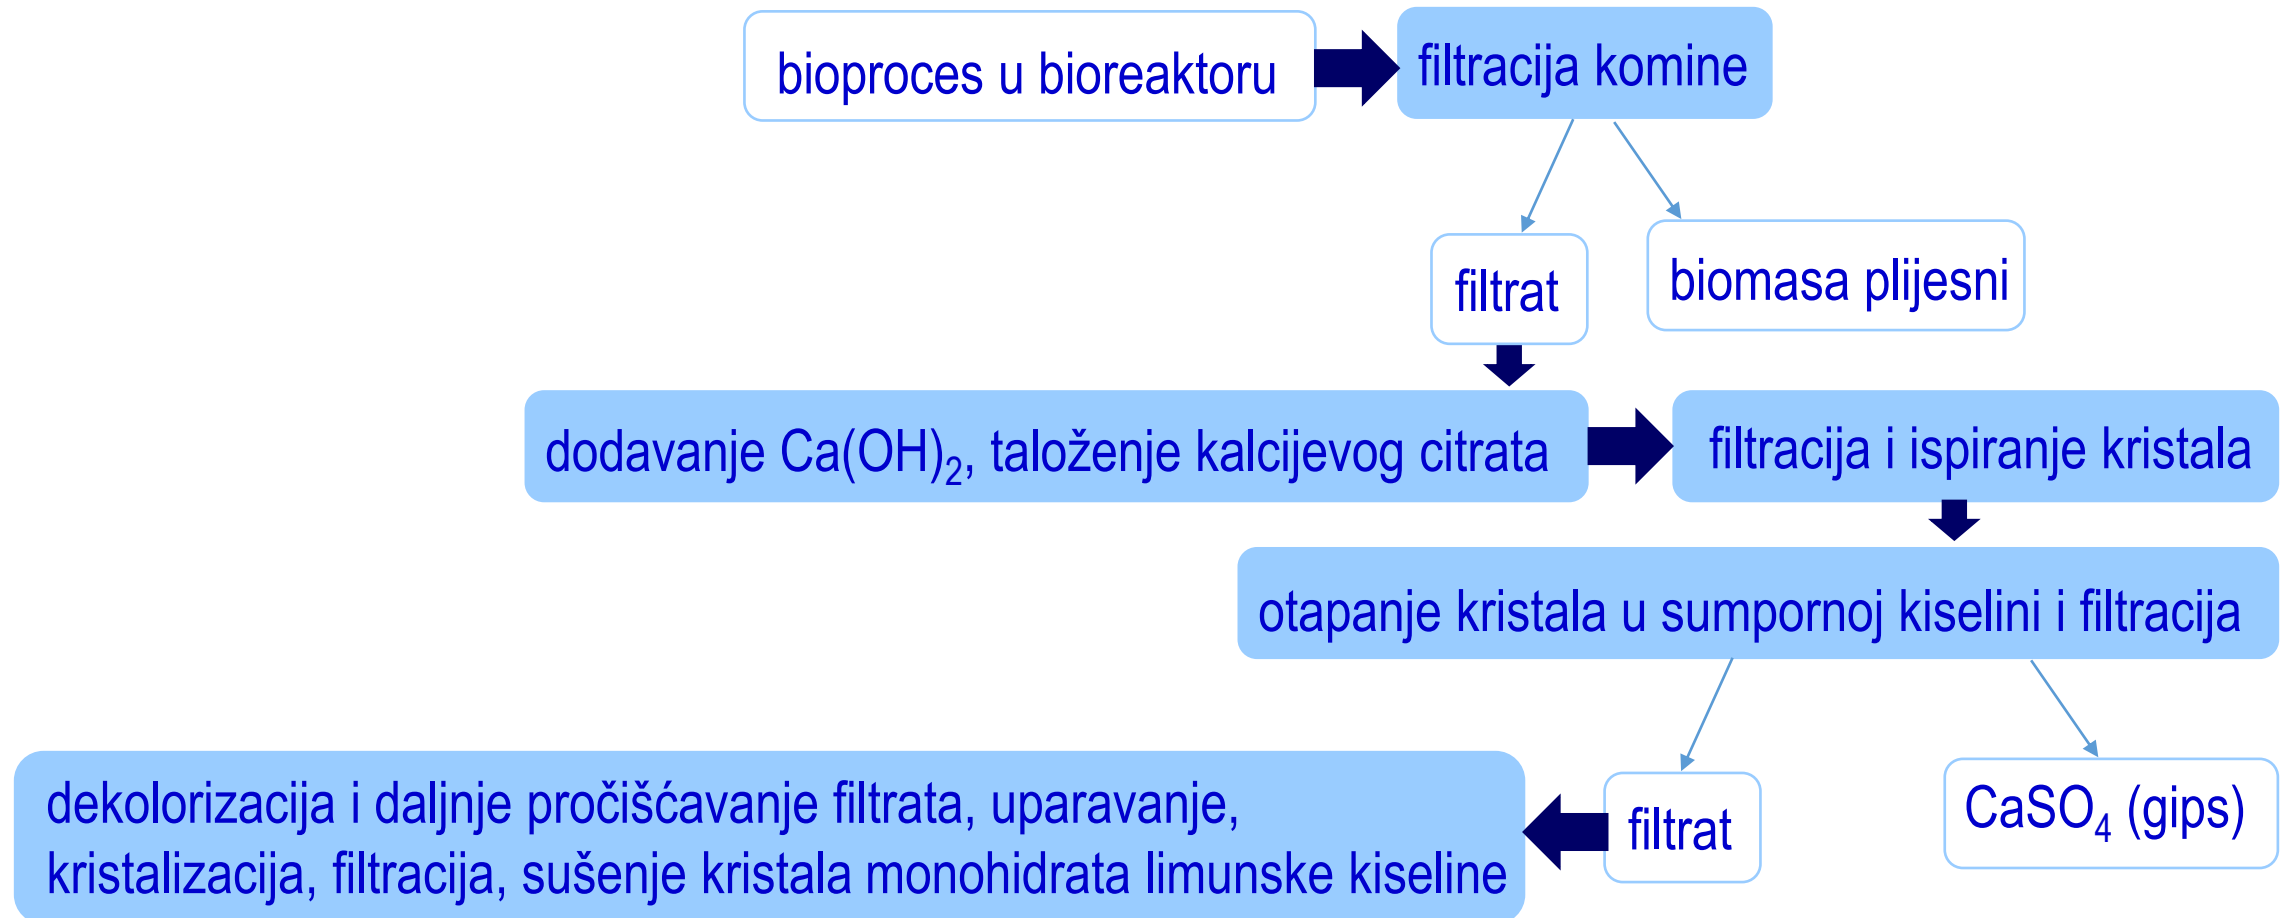 bioproces u bioreaktoru
filtracija komine
filtrat
biomasa plijesni
dodavanje Ca(OH)₂, taloženje kalcijevog citrata
filtracija i ispiranje kristala
otapanje kristala u sumpornoj kiselini i filtracija
filtrat
CaSO₄ (gips)
dekolorizacija i daljnje pročišćavanje filtrata, uparavanje,
kristalizacija, filtracija, sušenje kristala monohidrata limunske kiseline